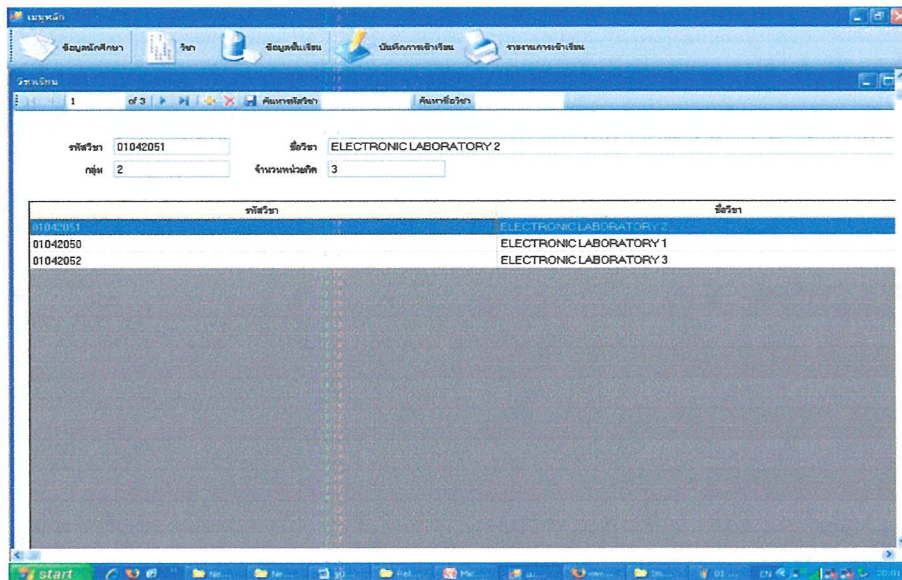 เมนูหลัก
ข้อมูลนักศึกษา วิชา ข้อมูลชั้นเรียน บันทึกการเข้าเรียน รายงานการเข้าเรียน
วิชาเรียน
1 of 3 ค้นหารหัสวิชา ค้นหาชื่อวิชา
รหัสวิชา 01042051 ชื่อวิชา ELECTRONIC LABORATORY 2
กลุ่ม 2 จำนวนหน่วยกิต 3
รหัสวิชา ชื่อวิชา
01042051 ELECTRONIC LABORATORY 2
01042050 ELECTRONIC LABORATORY 1
01042052 ELECTRONIC LABORATORY 3
start EN 20:01